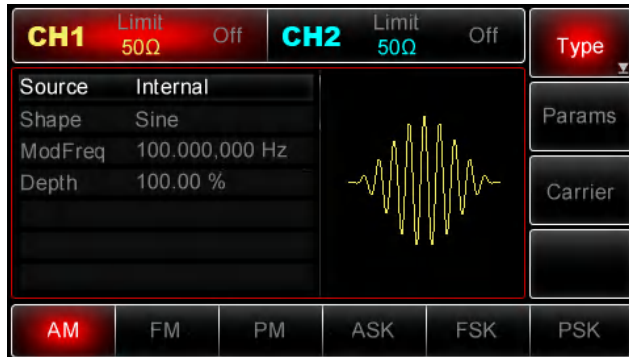 CH1 Limit Off CH2 Limit Off
50Ω 50Ω
Type
Source Internal
Shape Sine
ModFreq 100.000,000 Hz
Depth 100.00 %
Params
Carrier
AM FM PM ASK FSK PSK